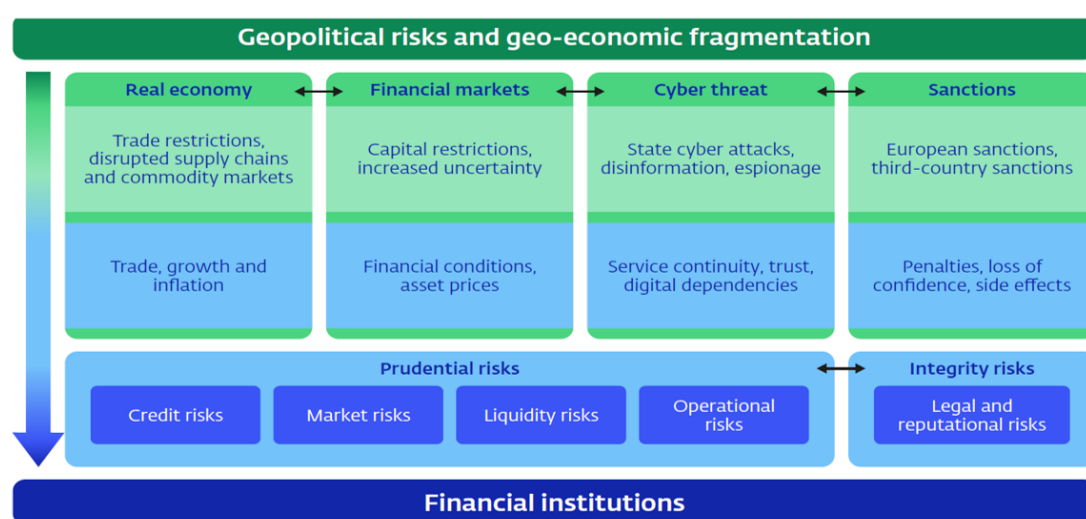 Geopolitical risks and geo-economic fragmentation
Real economy
Financial markets
Cyber threat
Sanctions
Trade restrictions,
disrupted supply chains
and commodity markets
Capital restrictions,
increased uncertainty
State cyber attacks,
disinformation, espionage
European sanctions,
third-country sanctions
Trade, growth and
inflation
Financial conditions,
asset prices
Service continuity, trust,
digital dependencies
Penalties, loss of
confidence, side effects
Prudential risks
Integrity risks
Credit risks
Market risks
Liquidity risks
Operational
risks
Legal and
reputational risks
Financial institutions